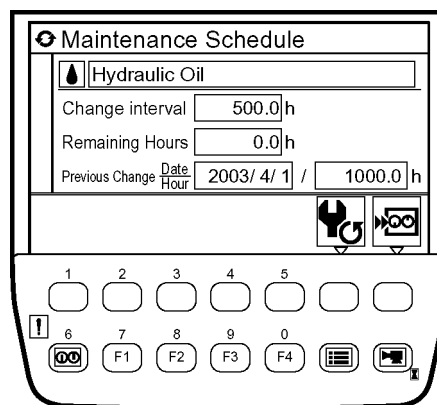 Maintenance Schedule
Hydraulic Oil
Change interval 500.0 h
Remaining Hours 0.0 h
Previous Change Date/Hour 2003/ 4/ 1 / 1000.0 h
1 2 3 4 5
! 6 7 8 9 0
F1 F2 F3 F4